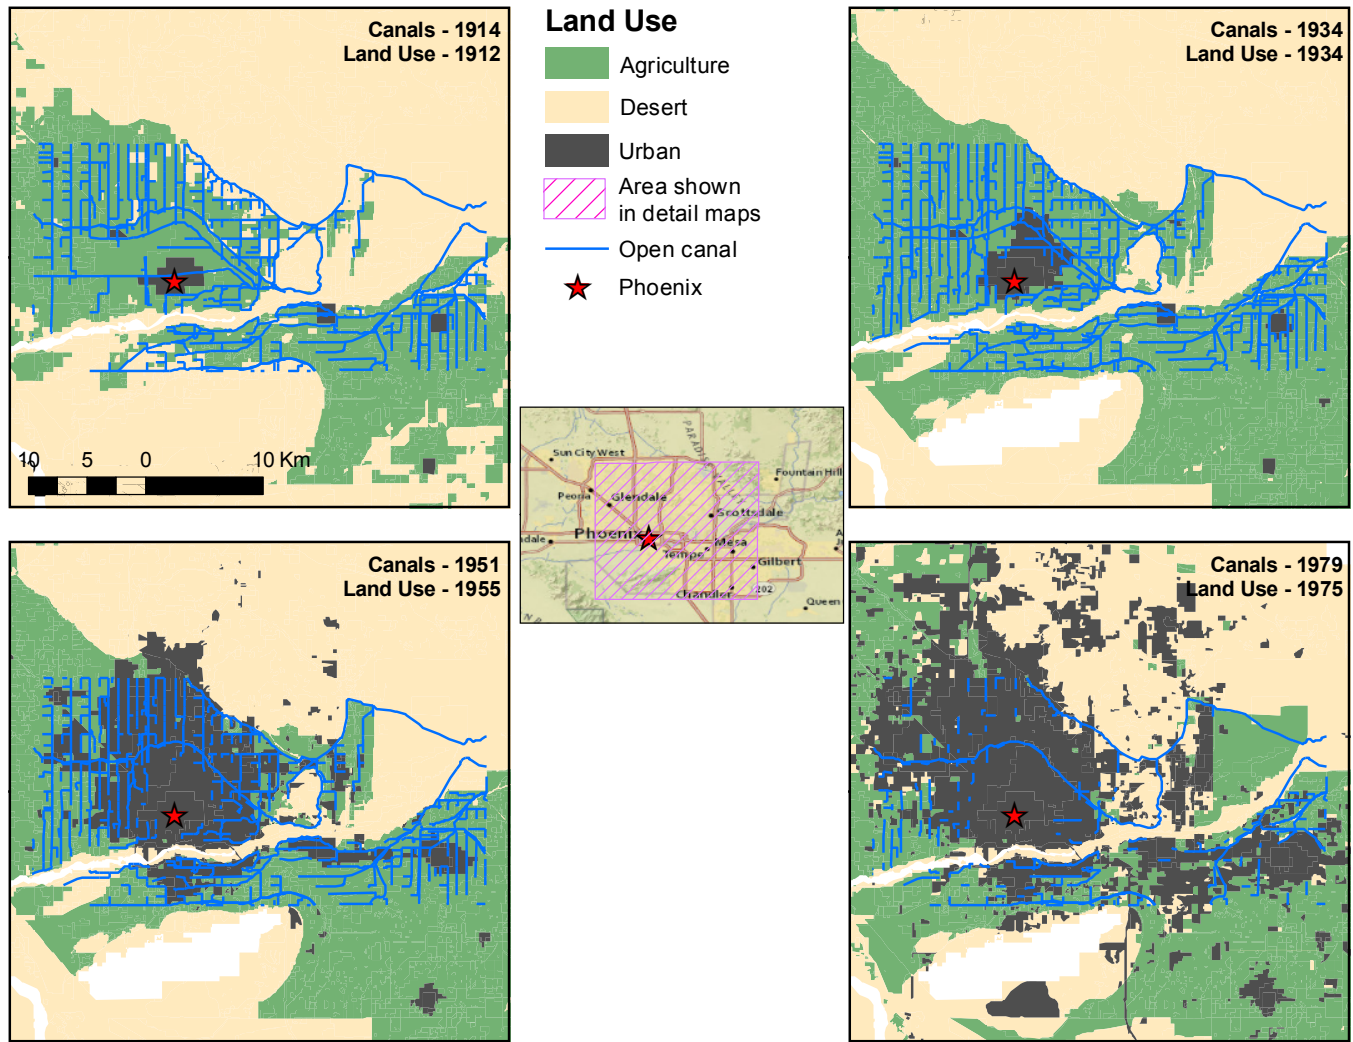 Canals - 1914
Land Use - 1912
Land Use
Agriculture
Desert
Urban
Area shown
in detail maps
Open canal
Phoenix
Canals - 1934
Land Use - 1934
10 5 0 10 Km
Sun City West
Fountain Hill
Peoria
Glendale
Scottsdale
Phoenix
dale
Mesa
Tempe
Gilbert
Chandler
202
Queen
Canals - 1951
Land Use - 1955
Canals - 1979
Land Use - 1975